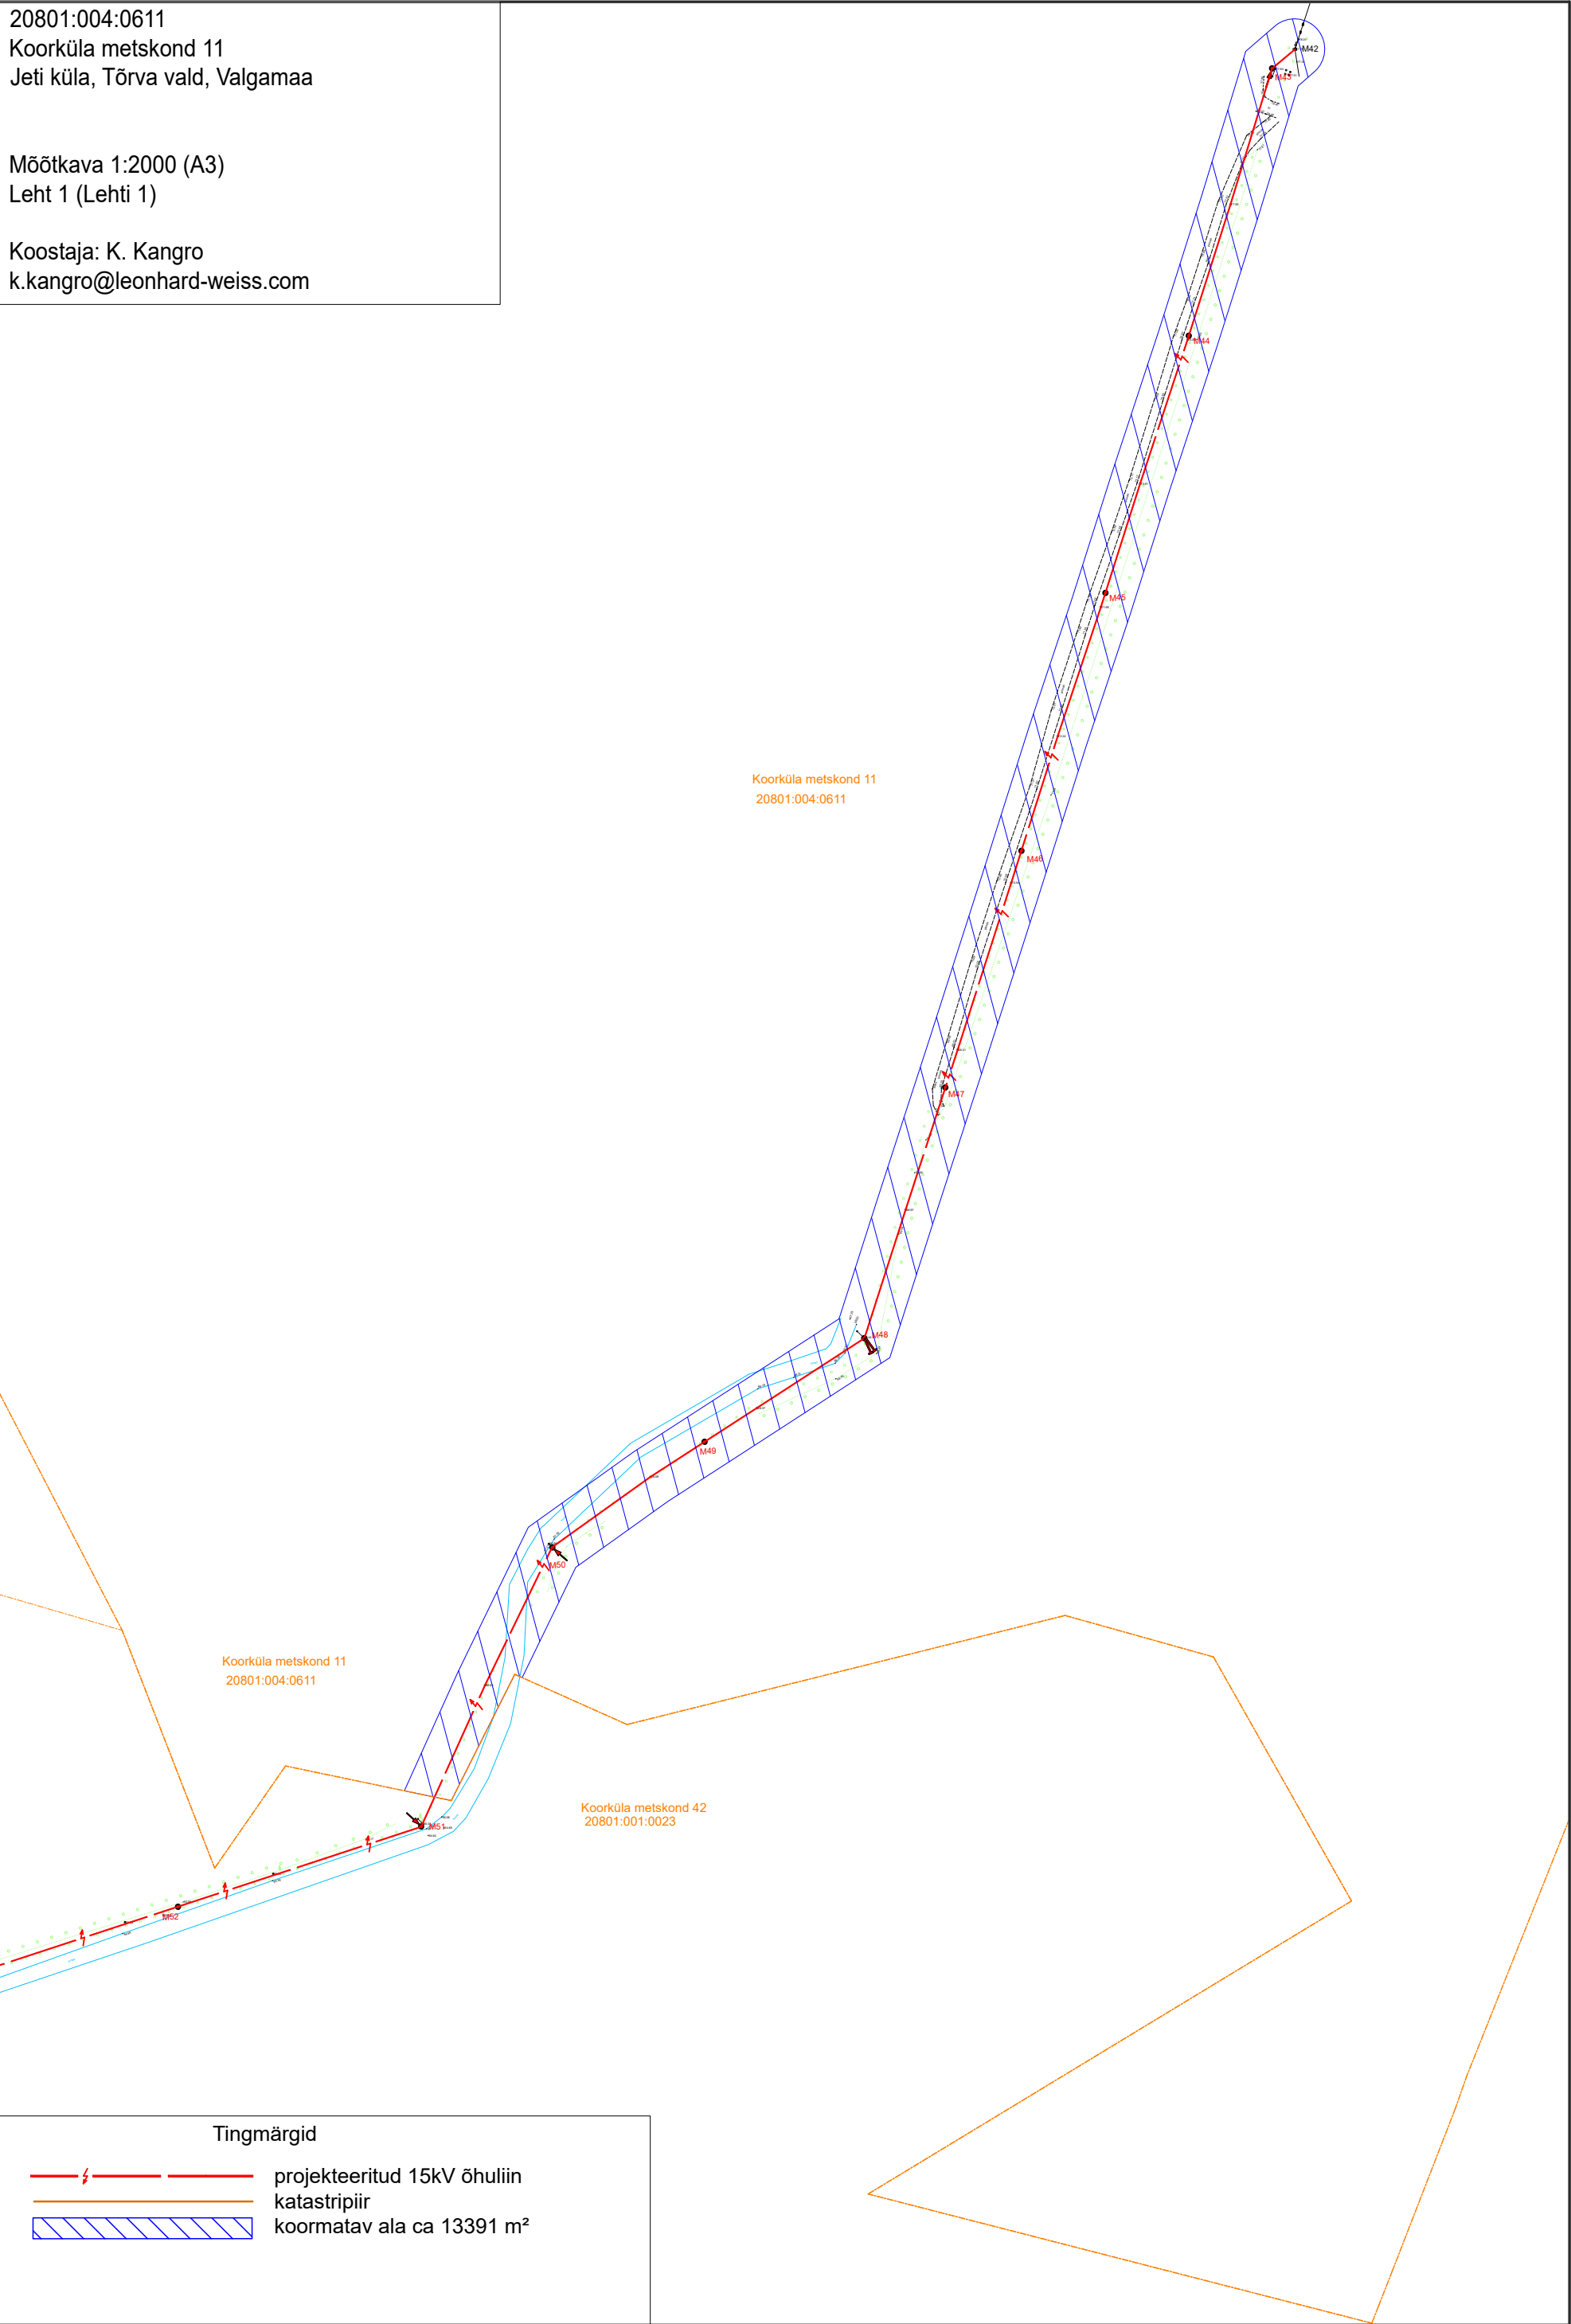 20801:004:0611
Koorküla metskond 11
Jeti küla, Tõrva vald, Valgamaa
Mõõtkava 1:2000 (A3)
Leht 1 (Lehti 1)
Koostaja: K. Kangro
k.kangro@leonhard-weiss.com
M42
M43
M44
M45
Koorküla metskond 11
20801:004:0611
M46
M47
M48
M49
M50
Koorküla metskond 11
20801:004:0611
Koorküla metskond 42
20801:001:0023
M51
M52
Tingmärgid
projekteeritud 15kV õhuliin
katastripiir
koormatav ala ca 13391 m²